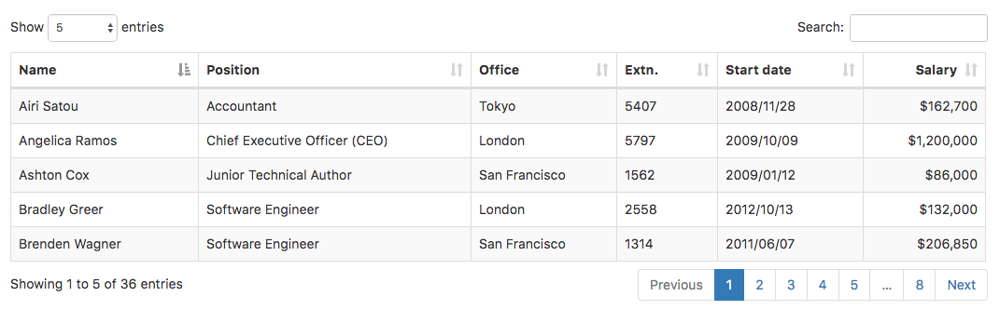 Show 5 entries Search:
Name Position Office Extn. Start date Salary
Airi Satou Accountant Tokyo 5407 2008/11/28 $162,700
Angelica Ramos Chief Executive Officer (CEO) London 5797 2009/10/09 $1,200,000
Ashton Cox Junior Technical Author San Francisco 1562 2009/01/12 $86,000
Bradley Greer Software Engineer London 2558 2012/10/13 $132,000
Brenden Wagner Software Engineer San Francisco 1314 2011/06/07 $206,850
Showing 1 to 5 of 36 entries Previous 1 2 3 4 5 ... 8 Next